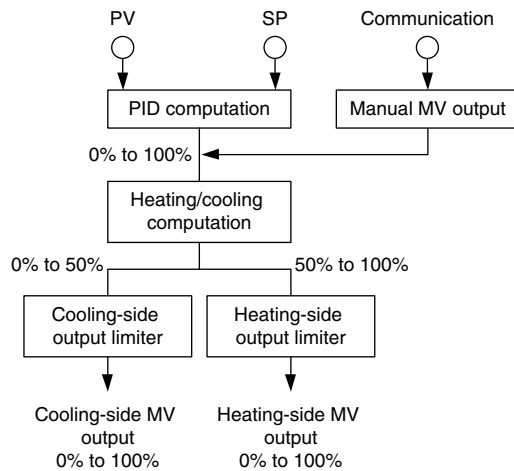 PV
SP
Communication
PID computation
Manual MV output
0% to 100%
Heating/cooling
computation
0% to 50%
50% to 100%
Cooling-side
output limiter
Heating-side
output limiter
Cooling-side MV
output
0% to 100%
Heating-side MV
output
0% to 100%